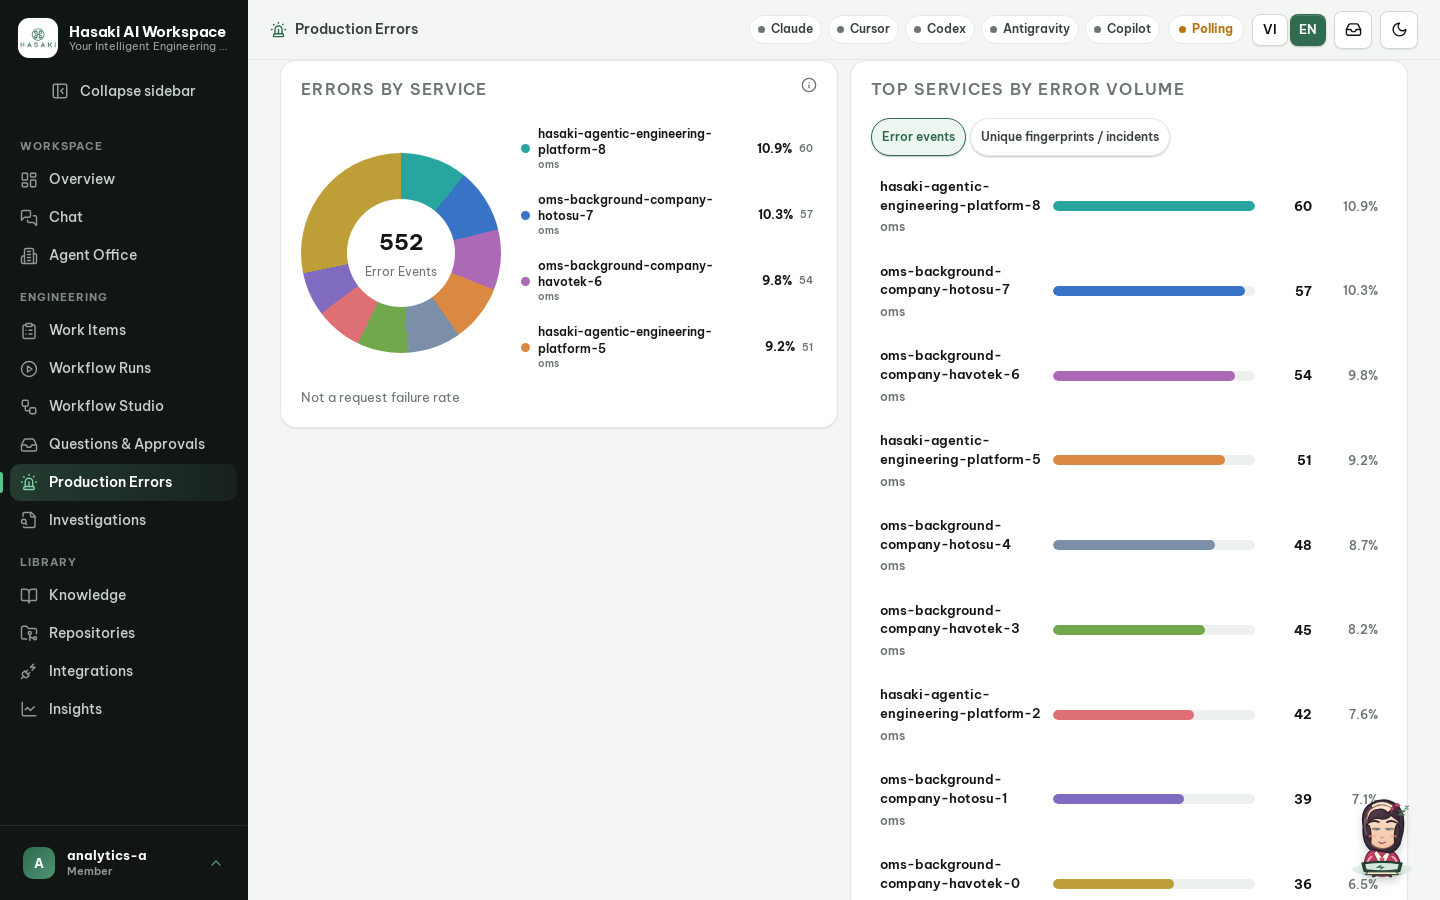 HASAKI
Hasaki AI Workspace
Your Intelligent Engineering ...
Collapse sidebar
WORKSPACE
Overview
Chat
Agent Office
ENGINEERING
Work Items
Workflow Runs
Workflow Studio
Questions & Approvals
Production Errors
Investigations
LIBRARY
Knowledge
Repositories
Integrations
Insights
A
analytics-a
Member
Production Errors
Claude
Cursor
Codex
Antigravity
Copilot
Polling
VI
EN
ERRORS BY SERVICE
552
Error Events
hasaki-agentic-engineering-
platform-8
oms
10.9% 60
oms-background-company-
hotosu-7
oms
10.3% 57
oms-background-company-
havotek-6
oms
9.8% 54
hasaki-agentic-engineering-
platform-5
oms
9.2% 51
Not a request failure rate
TOP SERVICES BY ERROR VOLUME
Error events
Unique fingerprints / incidents
hasaki-agentic-
engineering-platform-8
oms
60 10.9%
oms-background-
company-hotosu-7
oms
57 10.3%
oms-background-
company-havotek-6
oms
54 9.8%
hasaki-agentic-
engineering-platform-5
oms
51 9.2%
oms-background-
company-hotosu-4
oms
48 8.7%
oms-background-
company-havotek-3
oms
45 8.2%
hasaki-agentic-
engineering-platform-2
oms
42 7.6%
oms-background-
company-hotosu-1
oms
39 7.1%
oms-background-
company-havotek-0
36 6.5%